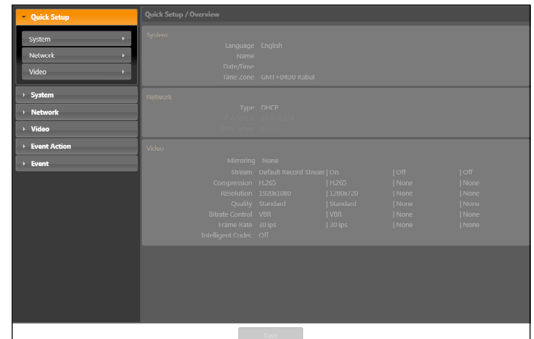 Quick Setup
System
Network
Video
System
Network
Video
Event Action
Event
Quick Setup / Overview
System
Language English
Name
Date/Time
Time Zone GMT+0430 Kabul
Network
Type DHCP
Video
Mirroring None
Stream Default Record Stream | On | Off | Off
Compression H.265 | H.265 | None | None
Resolution 1920x1080 | 1280x720 | None | None
Quality Standard | Standard | None | None
Bitrate Control VBR | VBR | None | None
Frame Rate 30 ips | 30 ips | None | None
Intelligent Codec Off